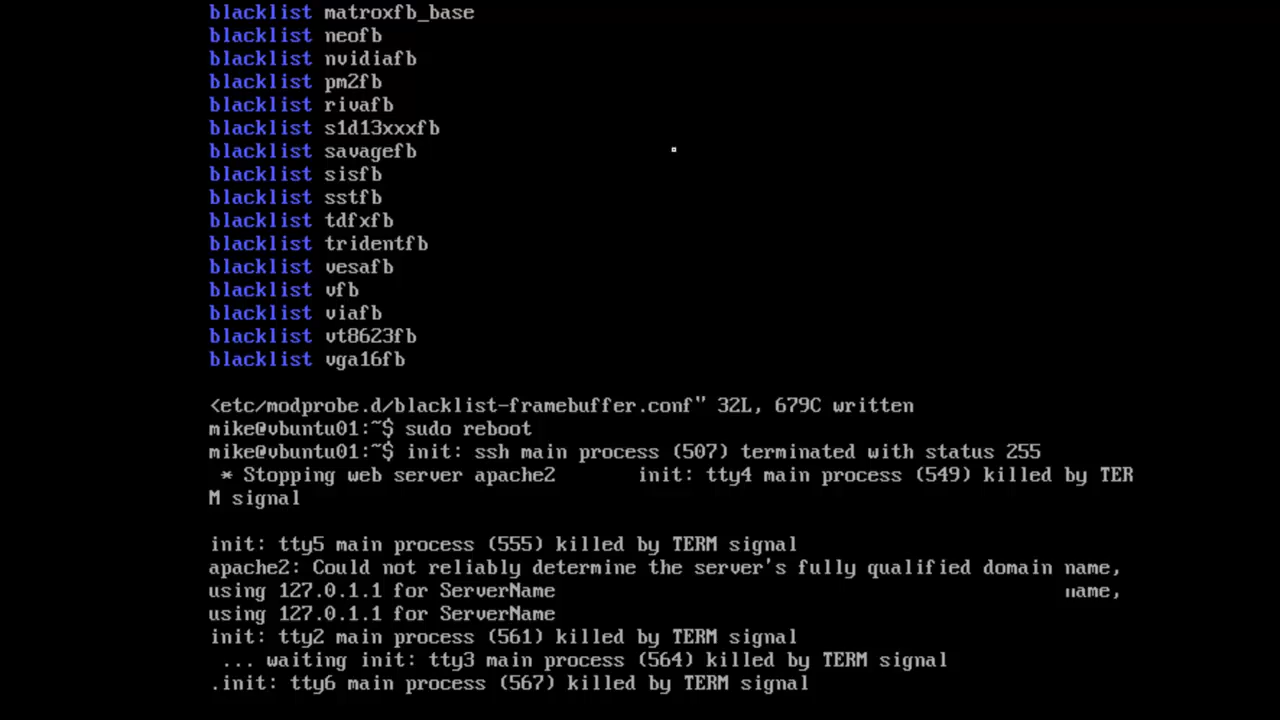 blacklist matroxfb_base
blacklist neofb
blacklist nvidiafb
blacklist pm2fb
blacklist rivafb
blacklist s1d13xxxfb
blacklist savagefb
blacklist sisfb
blacklist sstfb
blacklist tdfxfb
blacklist tridentfb
blacklist vesafb
blacklist vfb
blacklist viafb
blacklist vt8623fb
blacklist vga16fb
<etc/modprobe.d/blacklist-framebuffer.conf" 32L, 679C written
mike@vbuntu01:~$ sudo reboot
mike@vbuntu01:~$ init: ssh main process (507) terminated with status 255
* Stopping web server apache2 init: tty4 main process (549) killed by TER
M signal
init: tty5 main process (555) killed by TERM signal
apache2: Could not reliably determine the server's fully qualified domain name,
using 127.0.1.1 for ServerName name,
using 127.0.1.1 for ServerName
init: tty2 main process (561) killed by TERM signal
... waiting init: tty3 main process (564) killed by TERM signal
.init: tty6 main process (567) killed by TERM signal